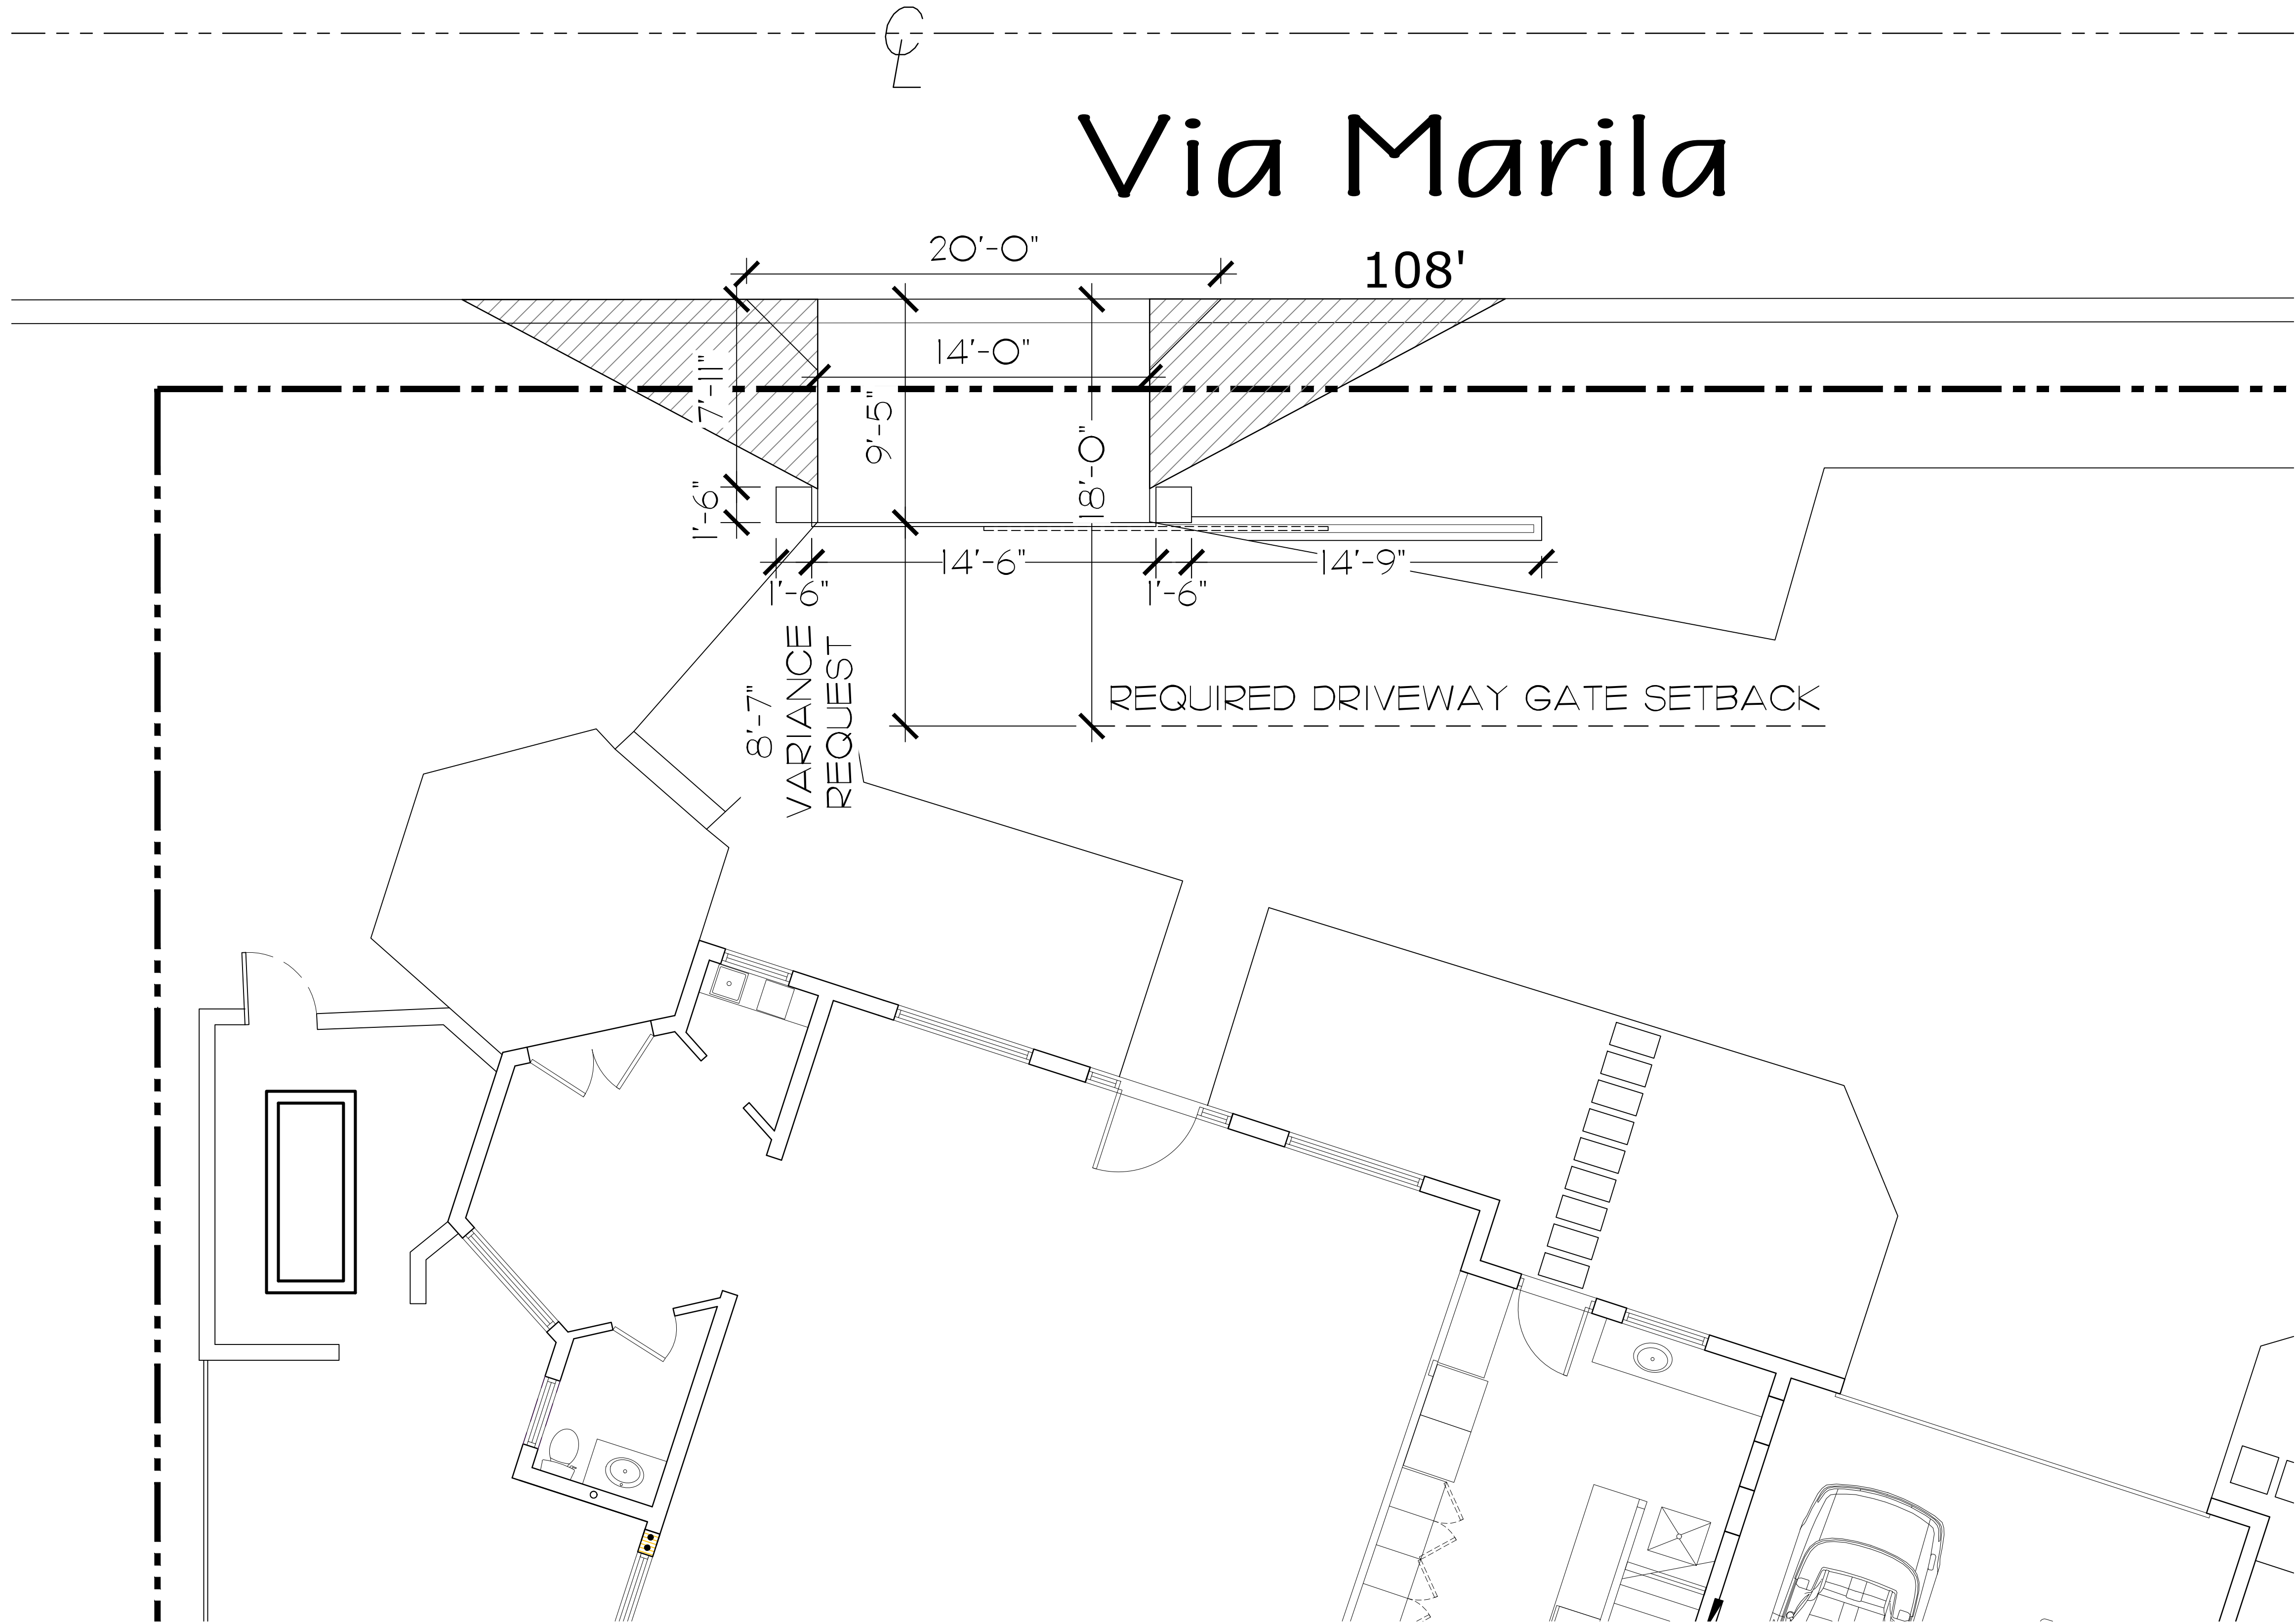 CL
Via Marila
20'-0"
108'
14'-0"
7'-11"
9'-5"
18'-0"
1'-6"
14'-6"
14'-9"
1'-6"
1'-6"
8'-7"
VARIANCE
REQUEST
REQUIRED DRIVEWAY GATE SETBACK